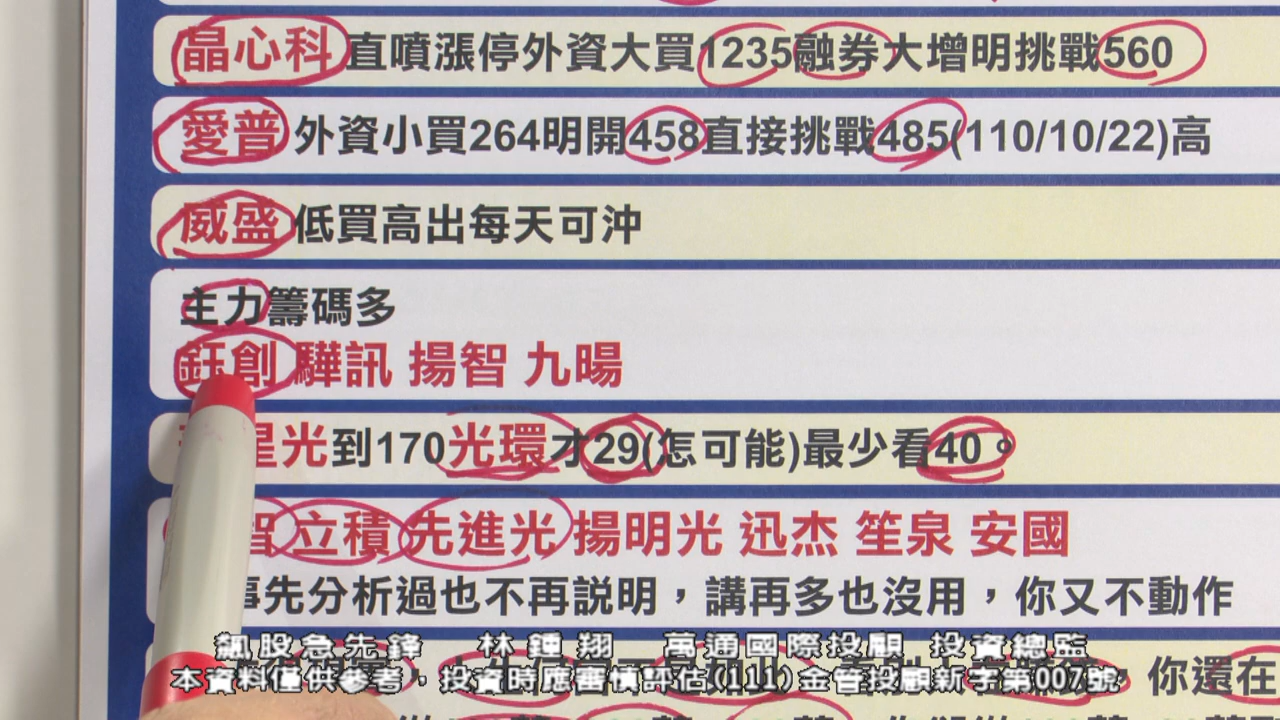 晶心科 直噴漲停外資大買1235融券大增明挑戰560
愛普 外資小買264明開458直接挑戰485(110/10/22)高
威盛 低買高出每天可沖
主力籌碼多
鈺創 驊訊 揚智 九暘
星光到170光環才29(怎可能)最少看40。
智 立積 先進光 揚明光 迅杰 笙泉 安國
事先分析過也不再説明，講再多也沒用，你又不動作
飆股急先鋒 林鍾翔 萬通國際投顧 投資總監
本資料僅供參考．投資時應審慎評估(111)金管投顧新字第007號
，你還在